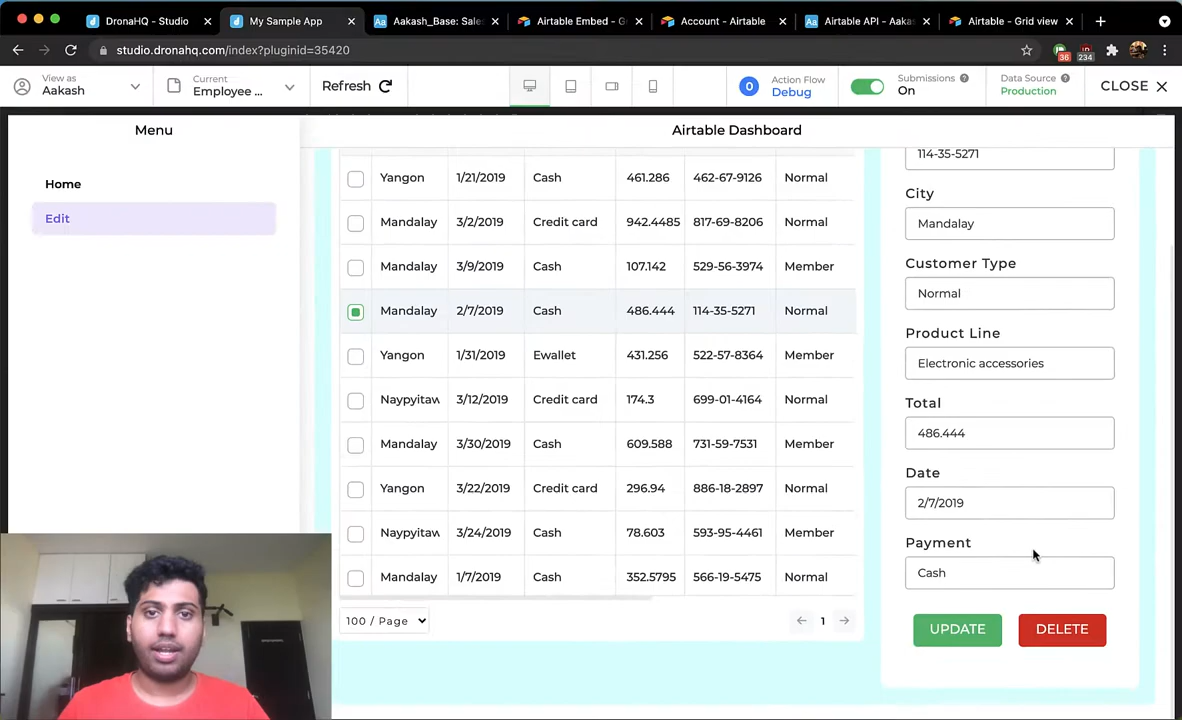 DronaHQ - Studio
My Sample App
Aa
Aakash_Base: Sale
Airtable Embed - G
Account - Airtable
Aa
Airtable API - Aaka
Airtable - Grid view
studio.dronahq.com/index?pluginid=35420
36
234
View as
Aakash
Current
Employee ...
Refresh
0
Action Flow
Debug
Submissions ?
On
Data Source ?
Production
CLOSE X
Menu
Airtable Dashboard
Home
Edit
Yangon 1/21/2019 Cash 461.286 462-67-9126 Normal
Mandalay 3/2/2019 Credit card 942.4485 817-69-8206 Normal
Mandalay 3/9/2019 Cash 107.142 529-56-3974 Member
Mandalay 2/7/2019 Cash 486.444 114-35-5271 Normal
Yangon 1/31/2019 Ewallet 431.256 522-57-8364 Member
Naypyitaw 3/12/2019 Credit card 174.3 699-01-4164 Normal
Mandalay 3/30/2019 Cash 609.588 731-59-7531 Member
Yangon 3/22/2019 Credit card 296.94 886-18-2897 Normal
Naypyitaw 3/24/2019 Cash 78.603 593-95-4461 Member
Mandalay 1/7/2019 Cash 352.5795 566-19-5475 Normal
100 / Page
1
114-35-5271
City
Mandalay
Customer Type
Normal
Product Line
Electronic accessories
Total
486.444
Date
2/7/2019
Payment
Cash
UPDATE
DELETE